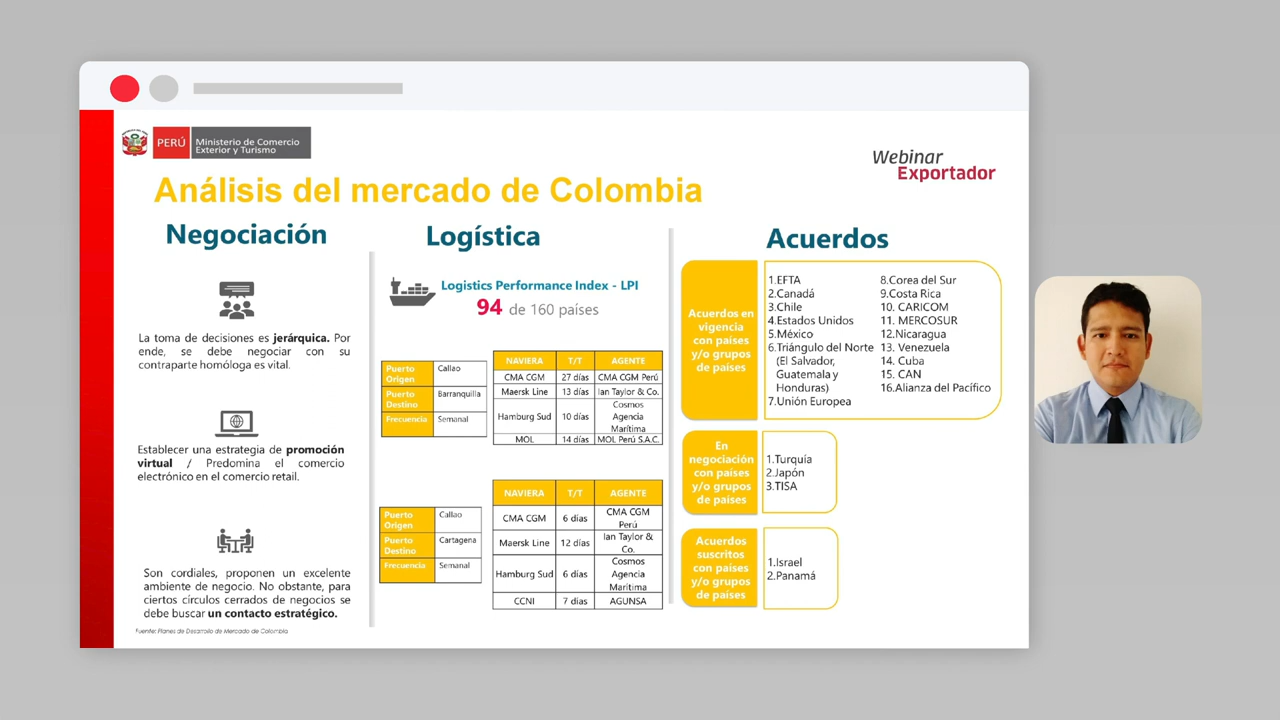 PERÚ
Ministerio de Comercio
Exterior y Turismo
Webinar
Exportador
Análisis del mercado de Colombia
Negociación
La toma de decisiones es jerárquica. Por
ende, se debe negociar con su
contraparte homóloga es vital.
Establecer una estrategia de promoción
virtual / Predomina el comercio
electrónico en el comercio retail.
Son cordiales, proponen un excelente
ambiente de negocio. No obstante, para
ciertos círculos cerrados de negocios se
debe buscar un contacto estratégico.
Fuente: Planes de Desarrollo de Mercado de Colombia
Logística
Logistics Performance Index - LPI
94 de 160 países
Puerto Origen Callao
Puerto Destino Barranquilla
Frecuencia Semanal
NAVIERA T/T AGENTE
CMA CGM 27 días CMA CGM Perú
Maersk Line 13 días Ian Taylor & Co.
Hamburg Sud 10 días Cosmos Agencia Marítima
MOL 14 días MOL Perú S.A.C.
Puerto Origen Callao
Puerto Destino Cartagena
Frecuencia Semanal
NAVIERA T/T AGENTE
CMA CGM 6 días CMA CGM Perú
Maersk Line 12 días Ian Taylor & Co.
Hamburg Sud 6 días Cosmos Agencia Marítima
CCNI 7 días AGUNSA
Acuerdos
Acuerdos en
vigencia
con países
y/o grupos
de países
1.EFTA
2.Canadá
3.Chile
4.Estados Unidos
5.México
6.Triángulo del Norte
(El Salvador,
Guatemala y
Honduras)
7.Unión Europea
8.Corea del Sur
9.Costa Rica
10. CARICOM
11. MERCOSUR
12.Nicaragua
13. Venezuela
14. Cuba
15. CAN
16.Alianza del Pacífico
En
negociación
con países
y/o grupos
de países
1.Turquía
2.Japón
3.TISA
Acuerdos
suscritos
con países
y/o grupos
de países
1.Israel
2.Panamá